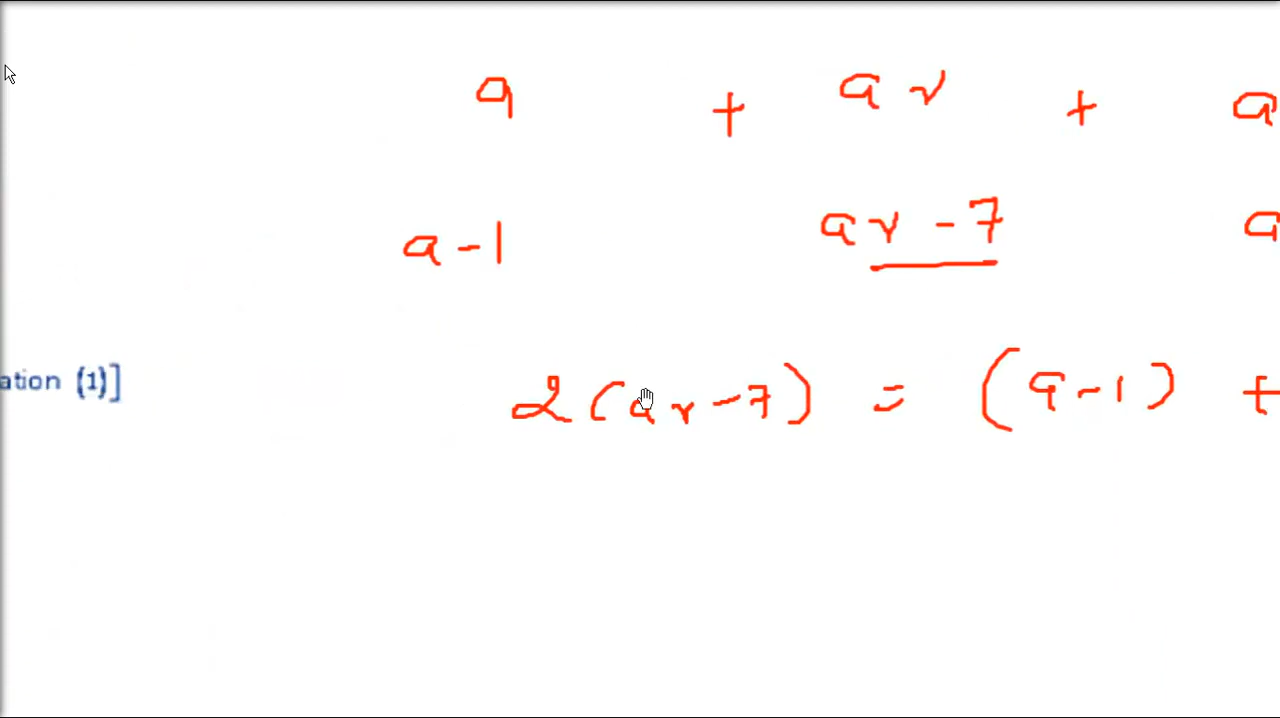 a + ar + a
a - 1 ar - 7 a
ation (1)]
2(ar - 7) = (a - 1) +